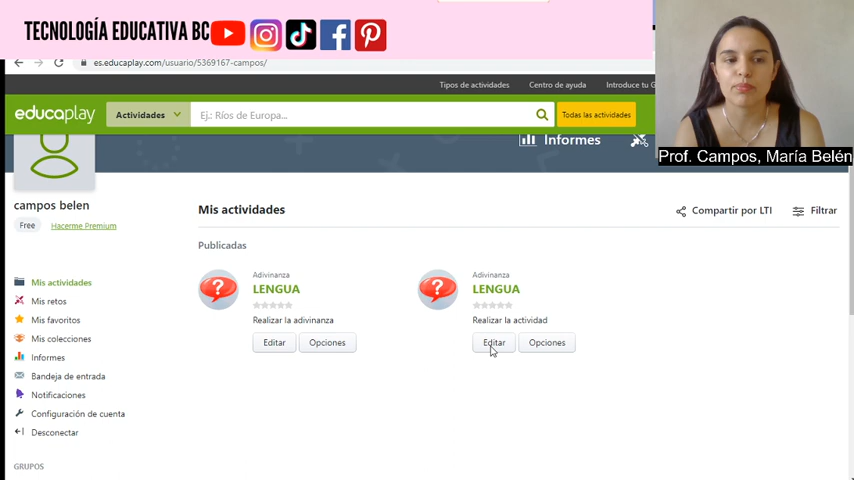 TECNOLOGÍA EDUCATIVA BC
es.educaplay.com/usuario/5369167-campos/
Tipos de actividades
Centro de ayuda
Introduce tu G
educaplay
Actividades
Ej.: Ríos de Europa...
Todas las actividades
Informes
Prof. Campos, María Belén
campos belen
Free
Hacerme Premium
Mis actividades
Compartir por LTI
Filtrar
Publicadas
Adivinanza
LENGUA
Realizar la adivinanza
Editar
Opciones
Adivinanza
LENGUA
Realizar la actividad
Editar
Opciones
Mis actividades
Mis retos
Mis favoritos
Mis colecciones
Informes
Bandeja de entrada
Notificaciones
Configuración de cuenta
Desconectar
GRUPOS